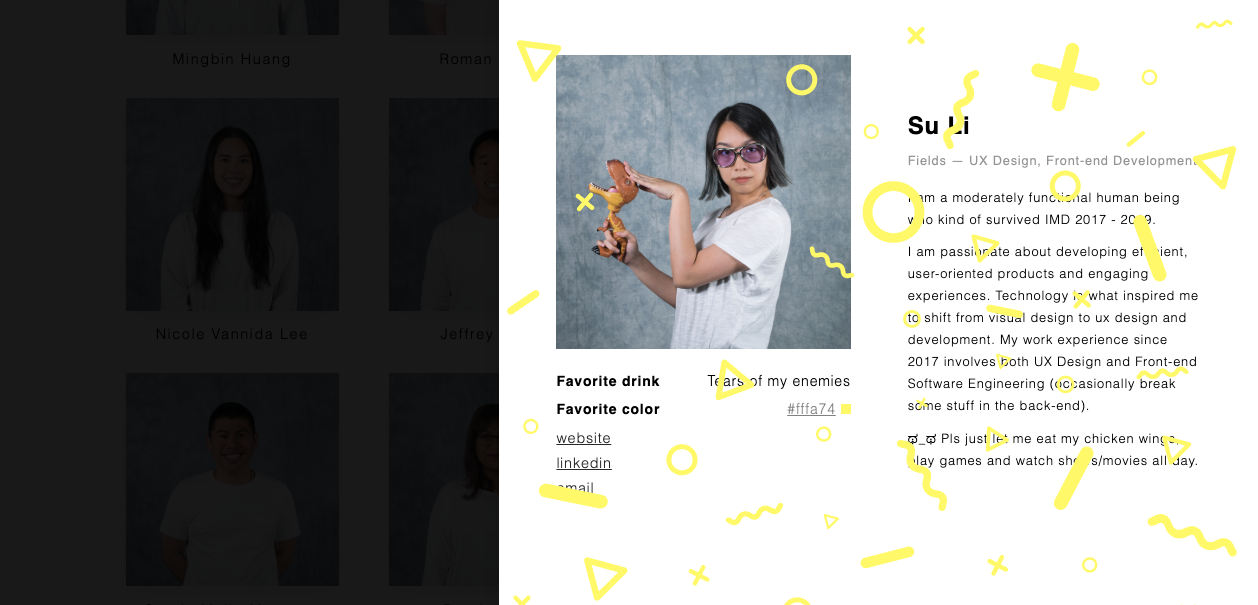 Mingbin Huang
Roman
Nicole Vannida Lee
Jeffrey
Su Li
Fields — UX Design, Front-end Development
I am a moderately functional human being
who kind of survived IMD 2017 - 2019.
I am passionate about developing efficient,
user-oriented products and engaging
experiences. Technology is what inspired me
to shift from visual design to ux design and
development. My work experience since
2017 involves both UX Design and Front-end
Software Engineering (occasionally break
some stuff in the back-end).
ಠ_ಠ Pls just let me eat my chicken wings,
play games and watch shows/movies all day.
Favorite drink Tears of my enemies
Favorite color #fffa74
website
linkedin
email